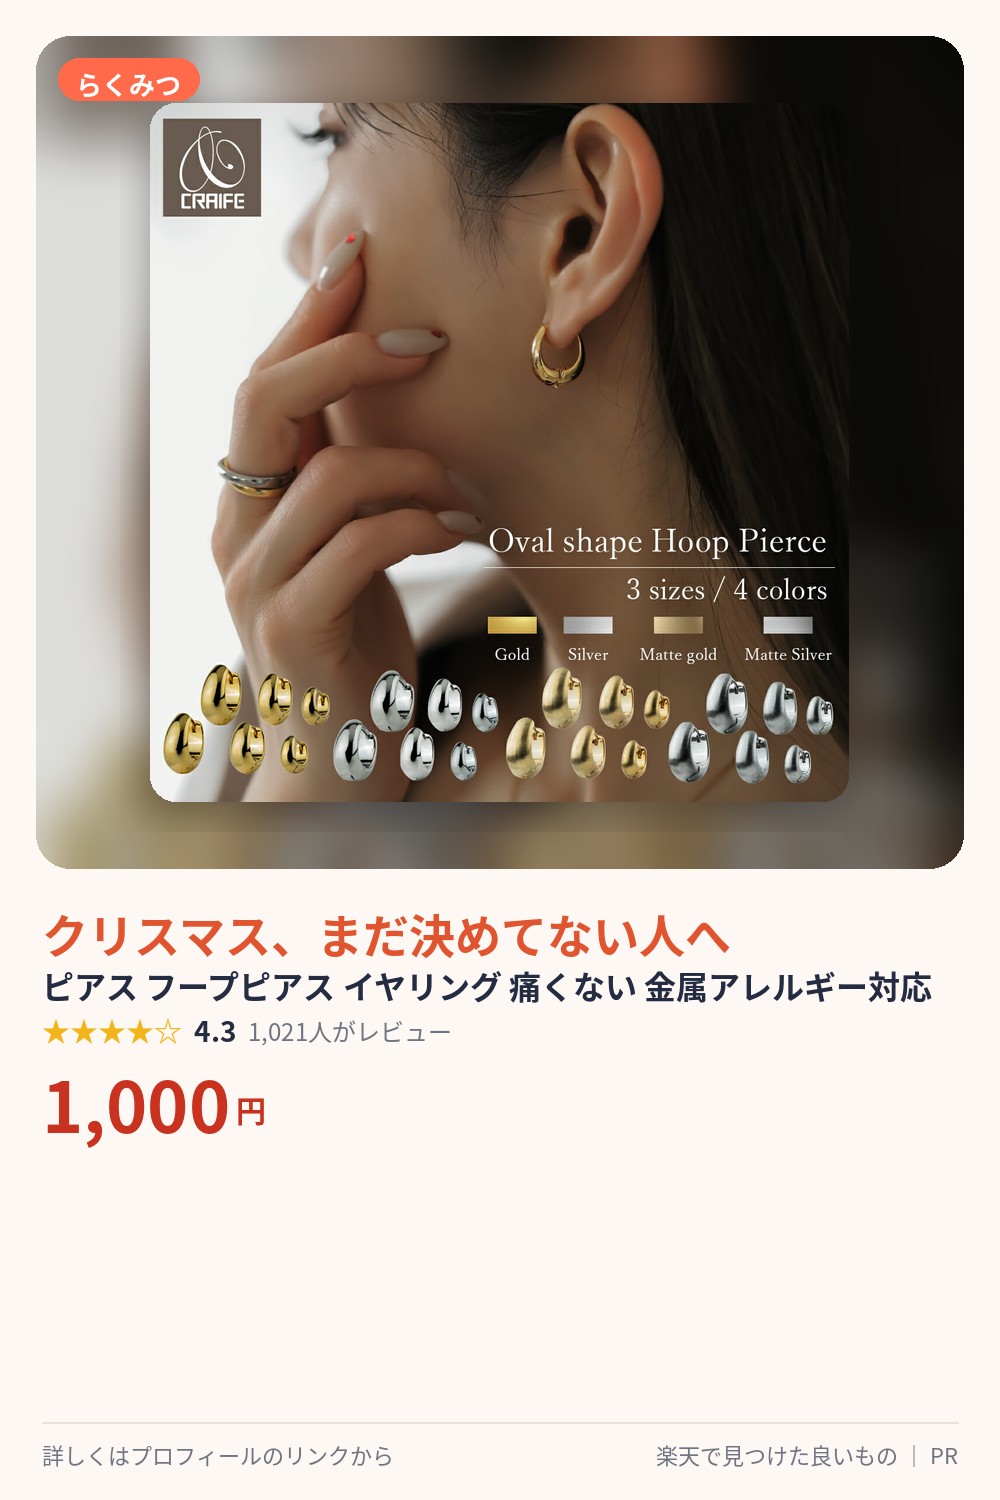 らくみつ
CRAIFE
Oval shape Hoop Pierce
3 sizes / 4 colors
Gold Silver Matte gold Matte Silver
クリスマス、まだ決めてない人へ
ピアス フープピアス イヤリング 痛くない 金属アレルギー対応
★★★★☆ 4.3 1,021人がレビュー
1,000円
詳しくはプロフィールのリンクから
楽天で見つけた良いもの | PR